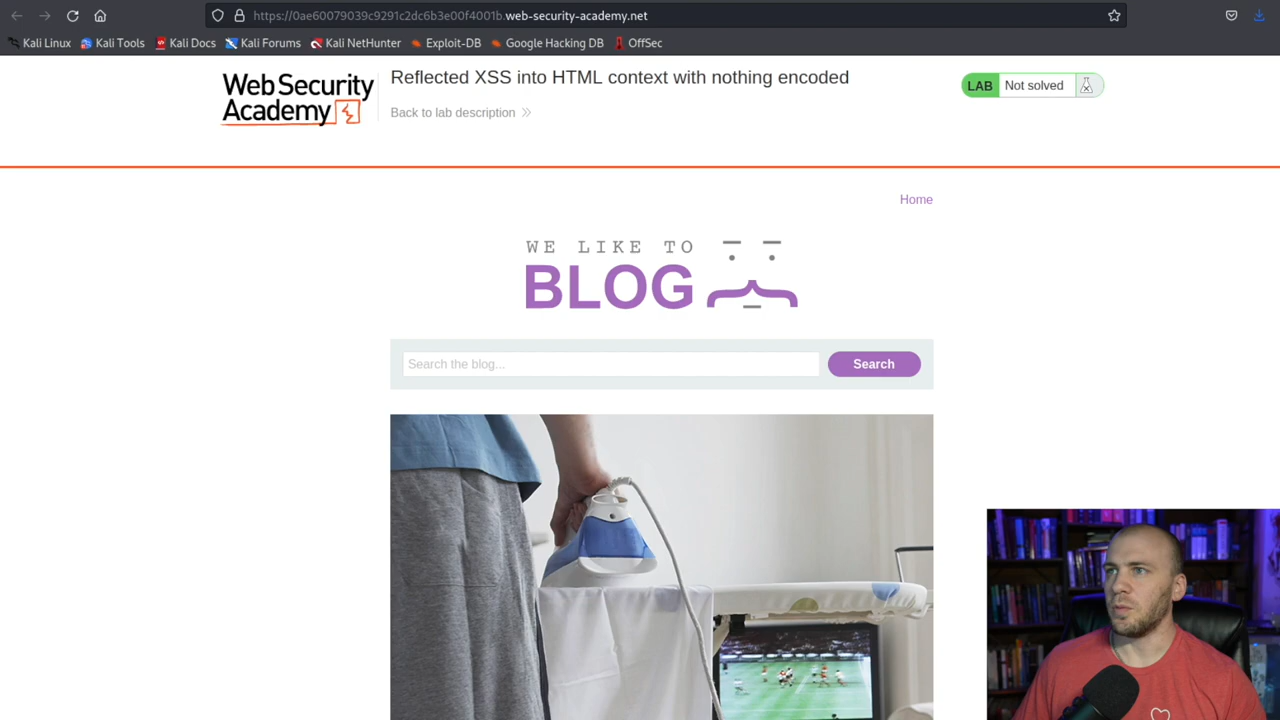 https://0ae60079039c9291c2dc6b3e00f4001b.web-security-academy.net
Kali Linux Kali Tools Kali Docs Kali Forums Kali NetHunter Exploit-DB Google Hacking DB OffSec
Web Security
Academy
Reflected XSS into HTML context with nothing encoded
Back to lab description
LAB Not solved
Home
WE LIKE TO
BLOG
Search the blog...
Search